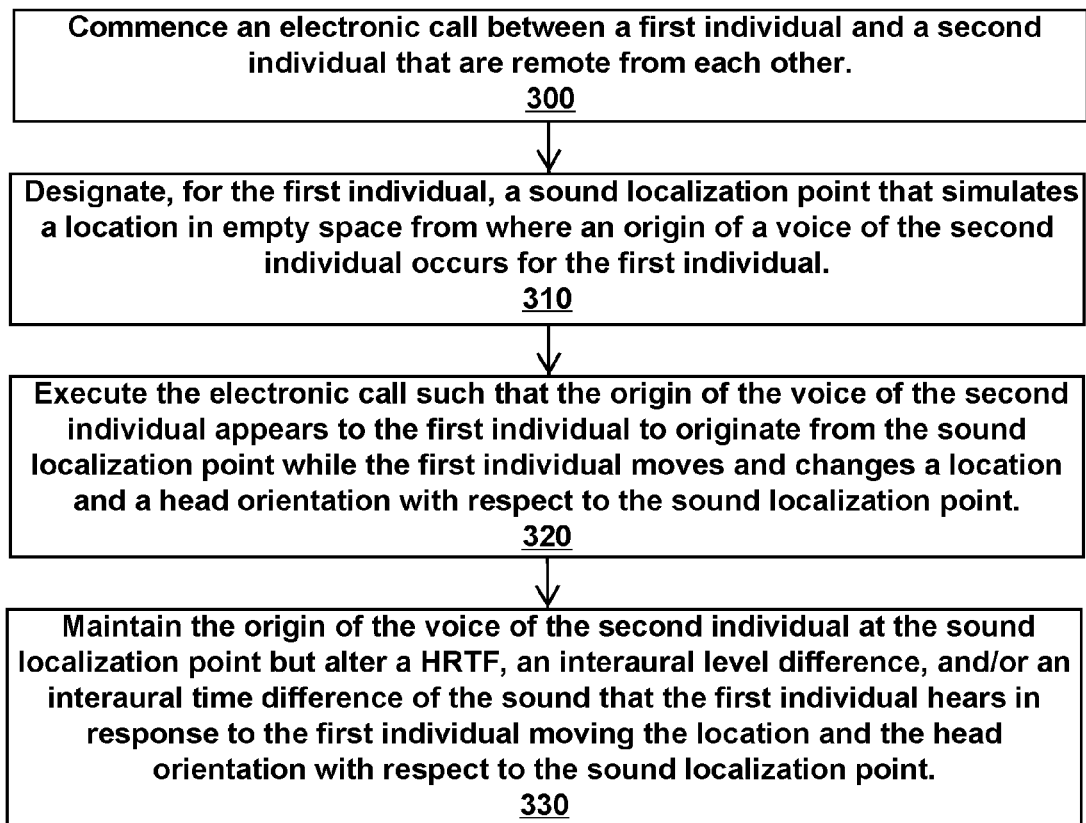 Commence an electronic call between a first individual and a second
individual that are remote from each other.
300
Designate, for the first individual, a sound localization point that simulates
a location in empty space from where an origin of a voice of the second
individual occurs for the first individual.
310
Execute the electronic call such that the origin of the voice of the second
individual appears to the first individual to originate from the sound
localization point while the first individual moves and changes a location
and a head orientation with respect to the sound localization point.
320
Maintain the origin of the voice of the second individual at the sound
localization point but alter a HRTF, an interaural level difference, and/or an
interaural time difference of the sound that the first individual hears in
response to the first individual moving the location and the head
orientation with respect to the sound localization point.
330